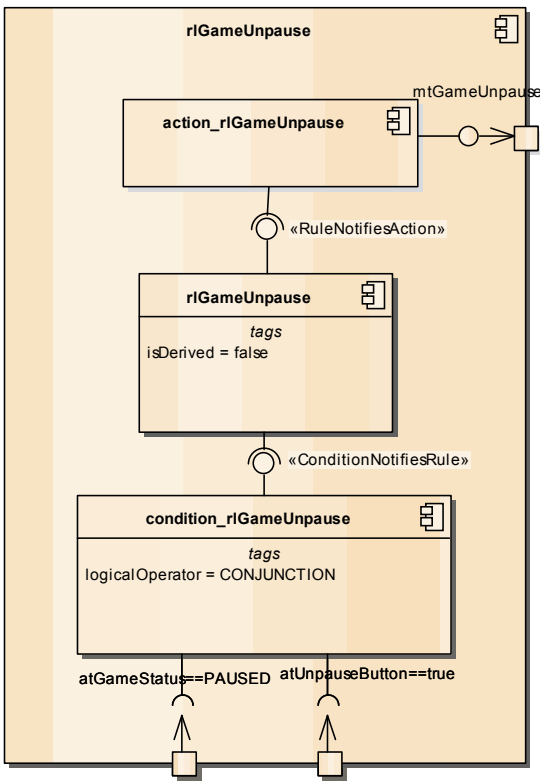 rlGameUnpause
mtGameUnpause
action_rlGameUnpause
«RuleNotifiesAction»
rlGameUnpause
tags
isDerived = false
«ConditionNotifiesRule»
condition_rlGameUnpause
tags
logicalOperator = CONJUNCTION
atGameStatus==PAUSED
atUnpauseButton==true